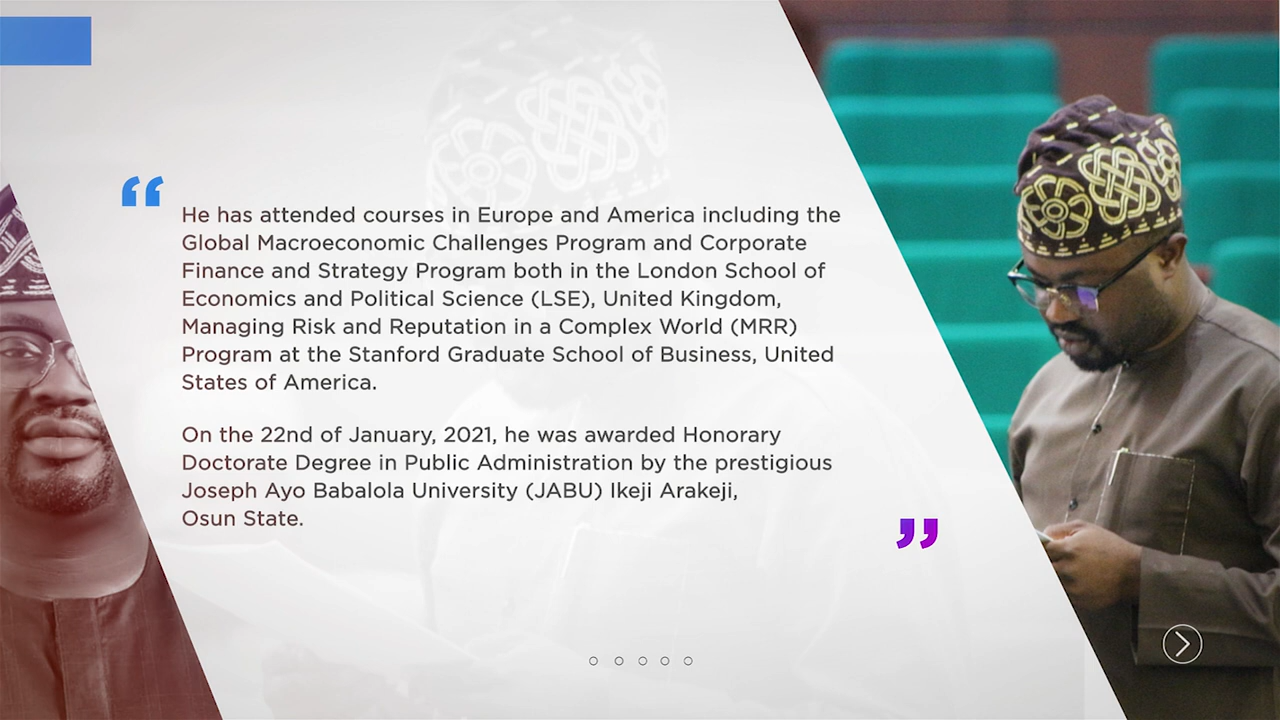 “
He has attended courses in Europe and America including the
Global Macroeconomic Challenges Program and Corporate
Finance and Strategy Program both in the London School of
Economics and Political Science (LSE), United Kingdom,
Managing Risk and Reputation in a Complex World (MRR)
Program at the Stanford Graduate School of Business, United
States of America.
On the 22nd of January, 2021, he was awarded Honorary
Doctorate Degree in Public Administration by the prestigious
Joseph Ayo Babalola University (JABU) Ikeji Arakeji,
Osun State.
”